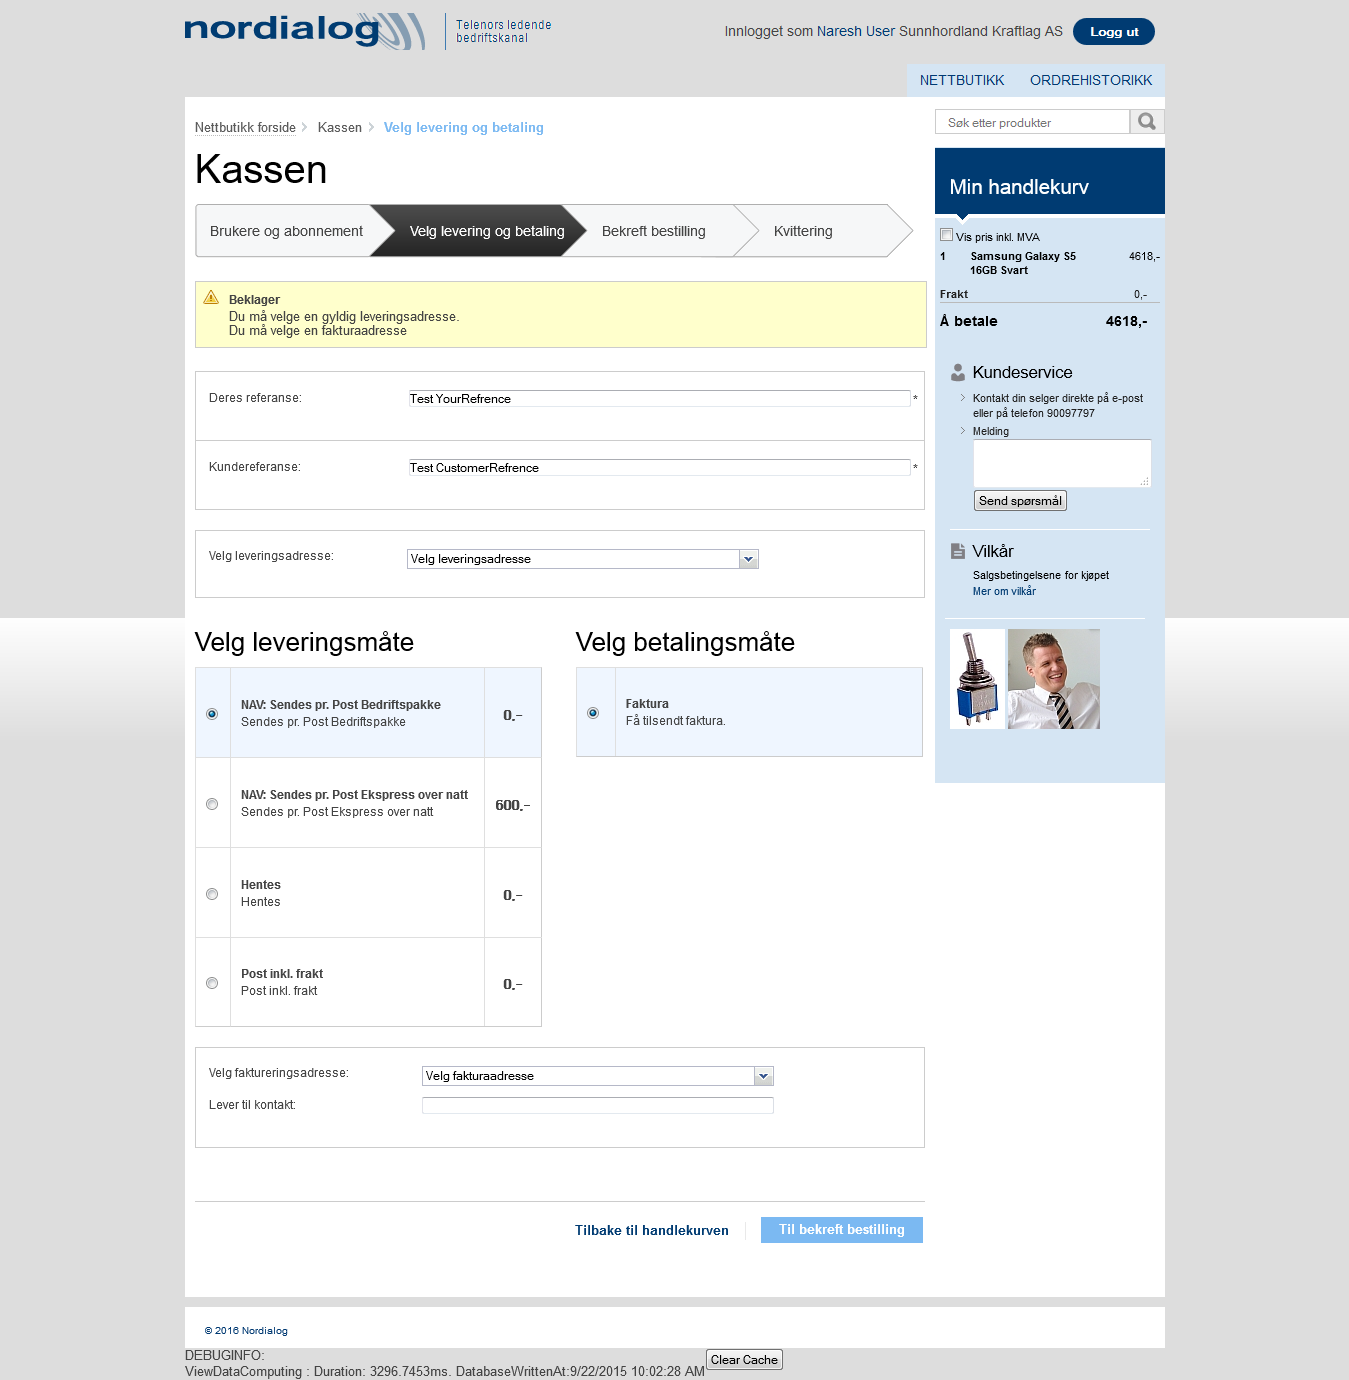 nordialog
Telenors ledende
bedriftskanal
Innlogget som Naresh User Sunnhordland Kraftlag AS
Logg ut
NETTBUTIKK
ORDREHISTORIKK
Nettbutikk forside
Kassen
Velg levering og betaling
Søk etter produkter
Kassen
Brukere og abonnement
Velg levering og betaling
Bekreft bestilling
Kvittering
Beklager
Du må velge en gyldig leveringsadresse.
Du må velge en fakturaadresse
Deres referanse:
Test YourRefrence
*
Kundereferanse:
Test CustomerRefrence
*
Velg leveringsadresse:
Velg leveringsadresse
Velg leveringsmåte
NAV: Sendes pr. Post Bedriftspakke
Sendes pr. Post Bedriftspakke
0,-
NAV: Sendes pr. Post Ekspress over natt
Sendes pr. Post Ekspress over natt
600,-
Hentes
Hentes
0,-
Post inkl. frakt
Post inkl. frakt
0,-
Velg betalingsmåte
Faktura
Få tilsendt faktura.
Velg faktureringsadresse:
Velg fakturaadresse
Lever til kontakt:
Tilbake til handlekurven
Til bekreft bestilling
Min handlekurv
Vis pris inkl. MVA
1 Samsung Galaxy S5 4618,-
16GB Svart
Frakt 0,-
Å betale 4618,-
Kundeservice
Kontakt din selger direkte på e-post
eller på telefon 90097797
Melding
Send spørsmål
Vilkår
Salgsbetingelsene for kjøpet
Mer om vilkår
© 2016 Nordialog
DEBUGINFO:
ViewDataComputing : Duration: 3296.7453ms. DatabaseWrittenAt:9/22/2015 10:02:28 AM
Clear Cache